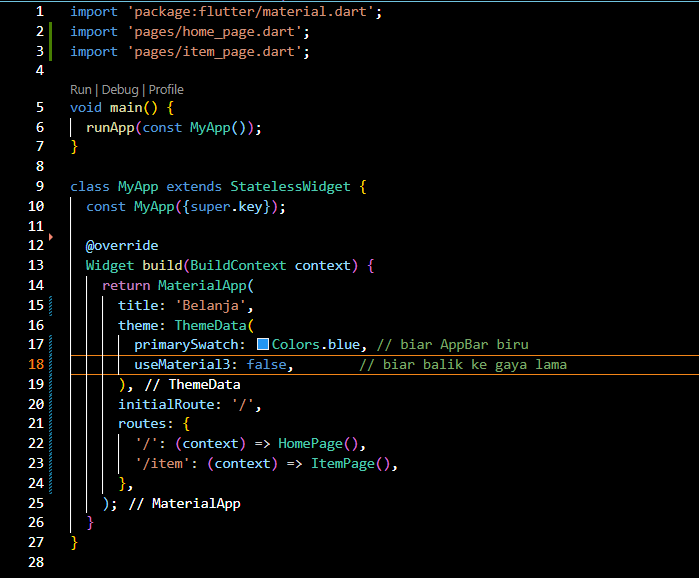 1 import 'package:flutter/material.dart';
2 import 'pages/home_page.dart';
3 import 'pages/item_page.dart';
4
Run | Debug | Profile
5 void main() {
6   runApp(const MyApp());
7 }
8
9 class MyApp extends StatelessWidget {
10   const MyApp({super.key});
11
12   @override
13   Widget build(BuildContext context) {
14     return MaterialApp(
15       title: 'Belanja',
16       theme: ThemeData(
17         primarySwatch: Colors.blue, // biar AppBar biru
18         useMaterial3: false,        // biar balik ke gaya lama
19       ), // ThemeData
20       initialRoute: '/',
21       routes: {
22         '/': (context) => HomePage(),
23         '/item': (context) => ItemPage(),
24       },
25     ); // MaterialApp
26   }
27 }
28